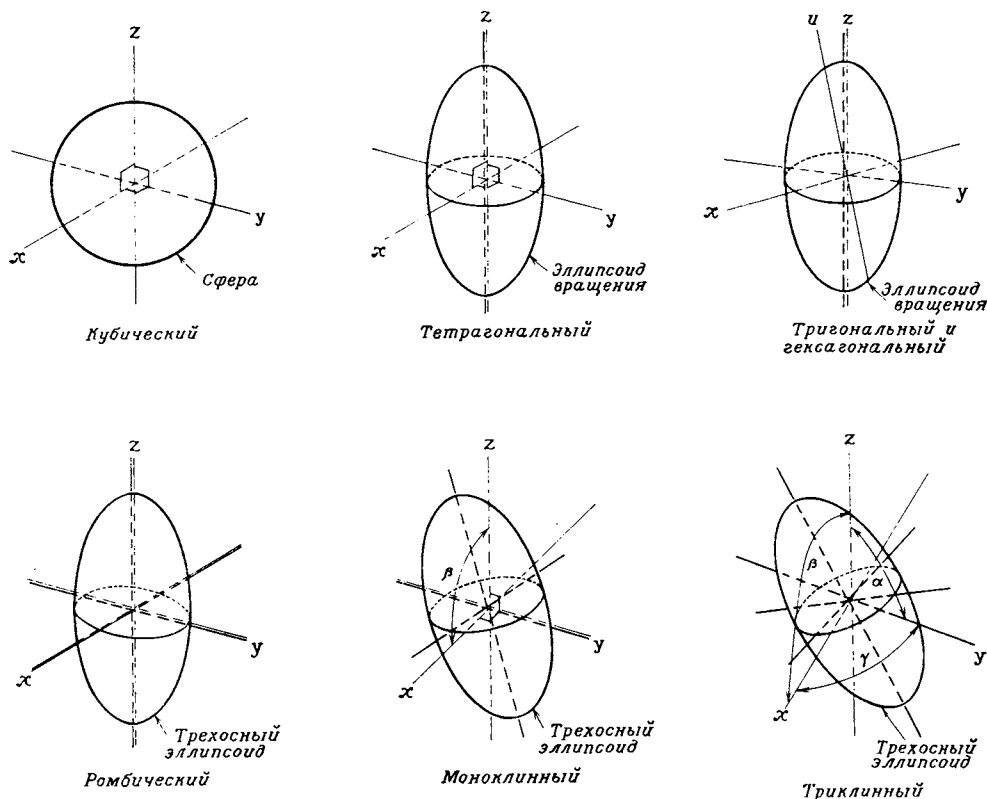 z
y
x
Сфера
Кубический
z
y
x
Эллипсоид
вращения
Тетрагональный
u
z
y
x
Эллипсоид
вращения
Тригональный и
гексагональный
z
y
x
Трехосный
эллипсоид
Ромбический
z
β
y
x
Трехосный
эллипсоид
Моноклинный
z
β
α
γ
y
x
Трехосный
эллипсоид
Триклинный